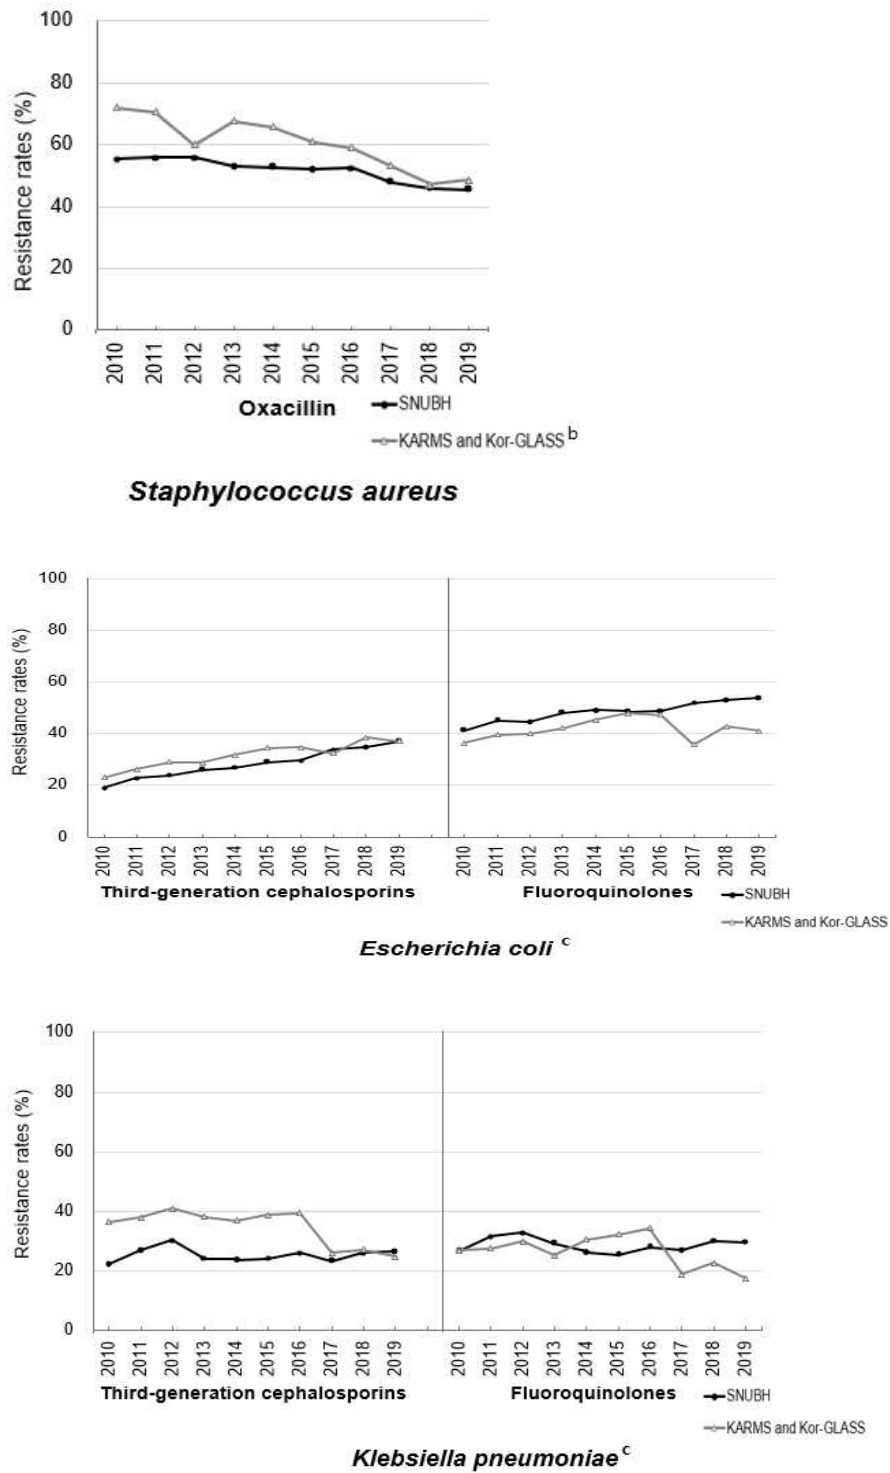 100
80
60
40
20
0
Resistance rates (%)
2010 2011 2012 2013 2014 2015 2016 2017 2018 2019
Oxacillin
SNUBH
KARMS and Kor-GLASS b
Staphylococcus aureus
100
80
60
40
20
0
Resistance rates (%)
2010 2011 2012 2013 2014 2015 2016 2017 2018 2019 2010 2011 2012 2013 2014 2015 2016 2017 2018 2019
Third-generation cephalosporins Fluoroquinolones
SNUBH
KARMS and Kor-GLASS
Escherichia coli c
100
80
60
40
20
0
Resistance rates (%)
2010 2011 2012 2013 2014 2015 2016 2017 2018 2019 2010 2011 2012 2013 2014 2015 2016 2017 2018 2019
Third-generation cephalosporins Fluoroquinolones
SNUBH
KARMS and Kor-GLASS
Klebsiella pneumoniae c